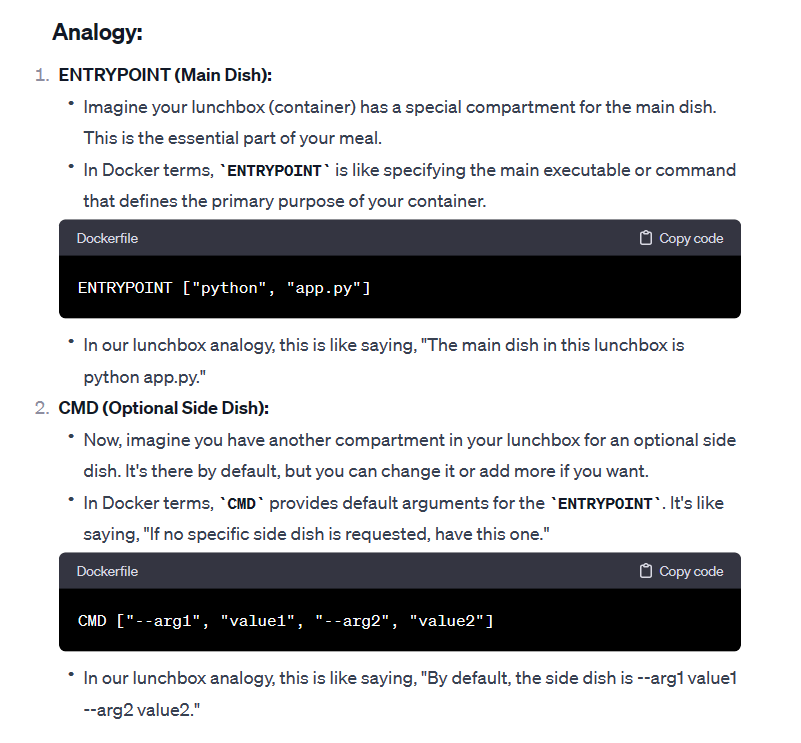 Analogy:
1. ENTRYPOINT (Main Dish):
• Imagine your lunchbox (container) has a special compartment for the main dish.
This is the essential part of your meal.
• In Docker terms, `ENTRYPOINT` is like specifying the main executable or command
that defines the primary purpose of your container.
Dockerfile Copy code
ENTRYPOINT ["python", "app.py"]
• In our lunchbox analogy, this is like saying, "The main dish in this lunchbox is
python app.py."
2. CMD (Optional Side Dish):
• Now, imagine you have another compartment in your lunchbox for an optional side
dish. It's there by default, but you can change it or add more if you want.
• In Docker terms, `CMD` provides default arguments for the `ENTRYPOINT`. It's like
saying, "If no specific side dish is requested, have this one."
Dockerfile Copy code
CMD ["--arg1", "value1", "--arg2", "value2"]
• In our lunchbox analogy, this is like saying, "By default, the side dish is --arg1 value1
--arg2 value2."